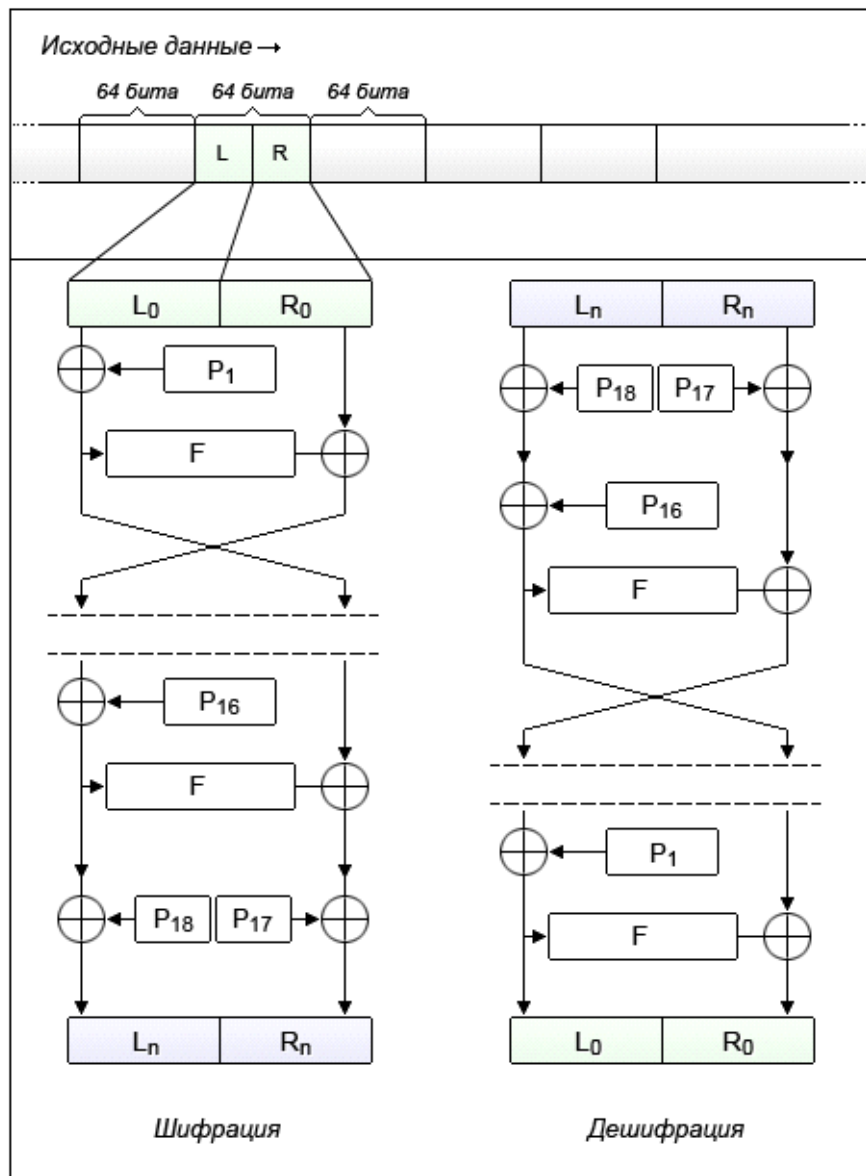 Исходные данные →
64 бита 64 бита 64 бита
L R
L0 R0
P1
F
P16
F
P18 P17
Ln Rn
Шифрация
Ln Rn
P18 P17
P16
F
P1
F
L0 R0
Дешифрация